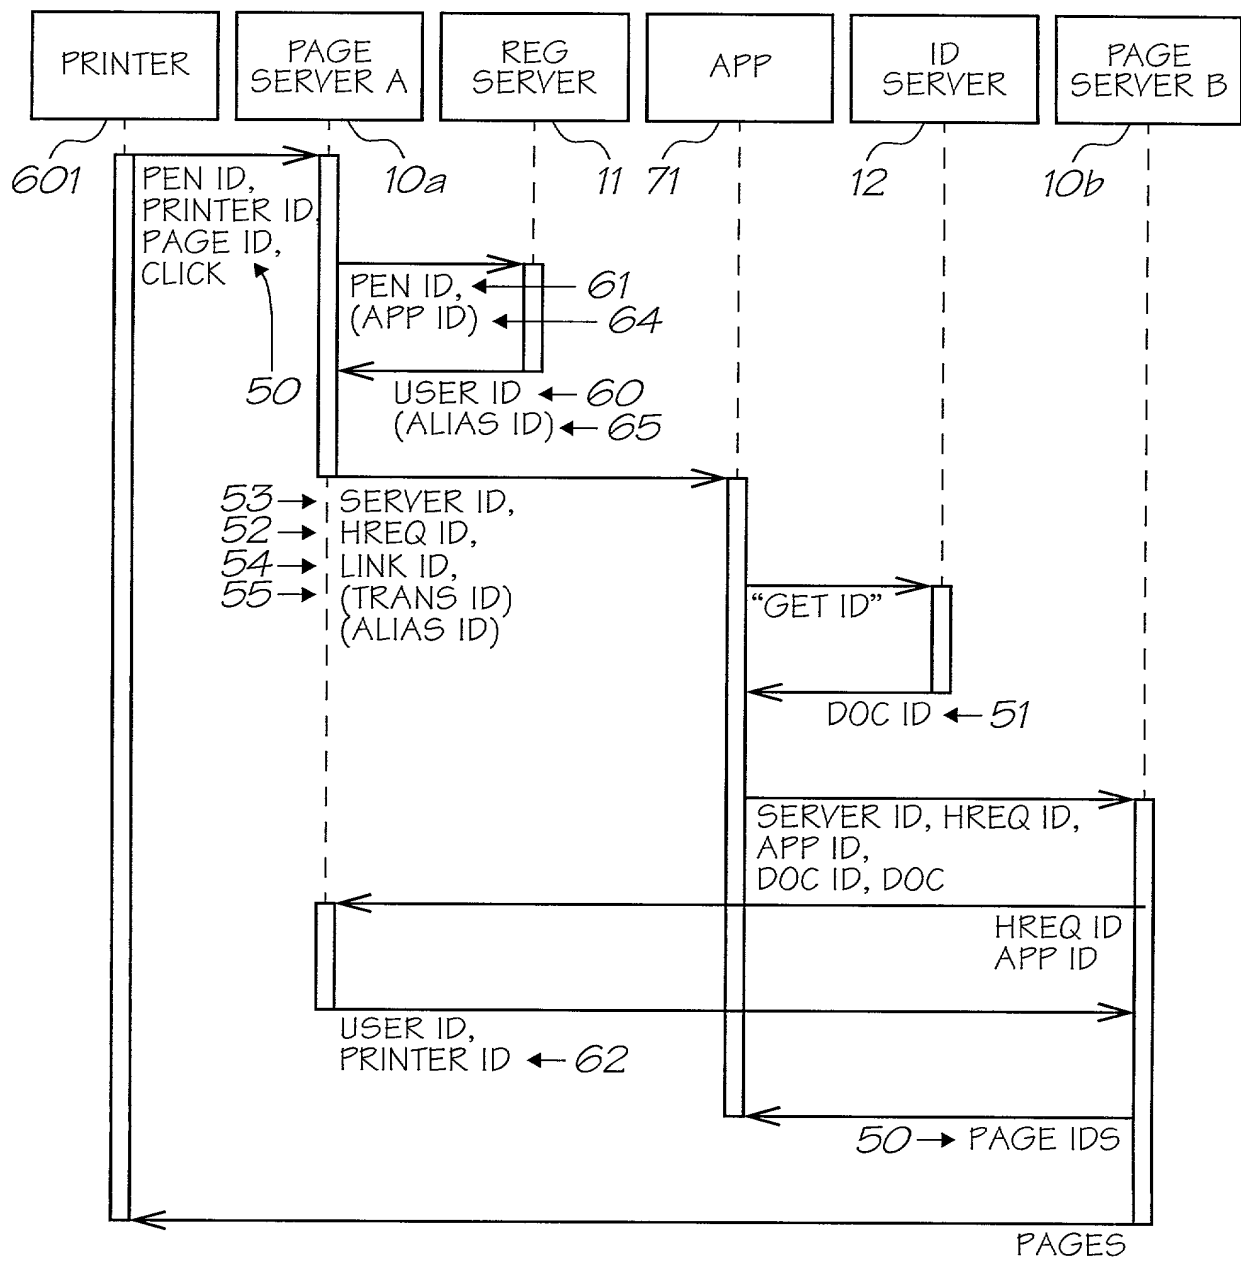 PRINTER
PAGE
SERVER A
REG
SERVER
APP
ID
SERVER
PAGE
SERVER B
601
10a
11
71
12
10b
PEN ID,
PRINTER ID
PAGE ID,
CLICK
50
PEN ID,
61
(APP ID)
64
USER ID
60
(ALIAS ID)
65
53
SERVER ID,
52
HREQ ID,
54
LINK ID,
55
(TRANS ID)
(ALIAS ID)
"GET ID"
DOC ID
51
SERVER ID, HREQ ID,
APP ID,
DOC ID, DOC
HREQ ID
APP ID
USER ID,
PRINTER ID
62
50
PAGE IDS
PAGES